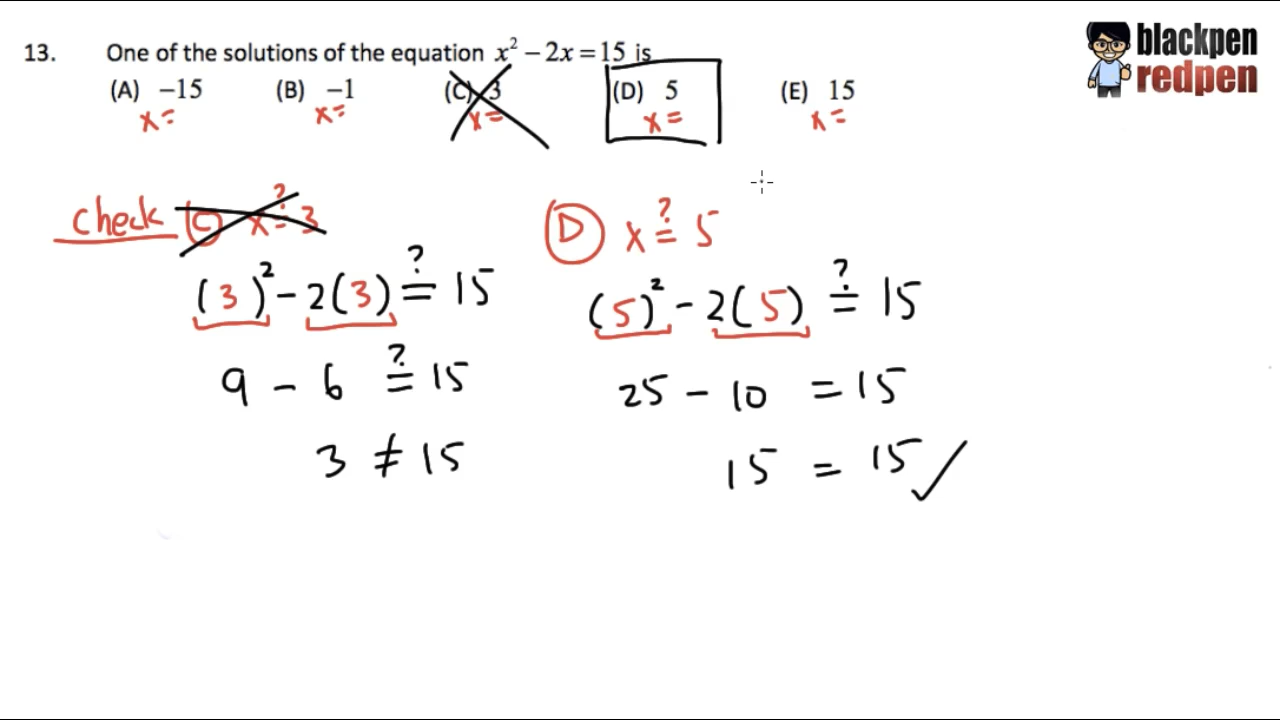 blackpen
redpen
13. One of the solutions of the equation x² − 2x = 15 is
(A) −15 (B) −1 (C) 3 (D) 5 (E) 15
x= x= x= x= x=
check C x ?= 3
D x ?= 5
(3)² − 2(3) ?= 15
(5)² − 2(5) ?= 15
9 − 6 ?= 15
25 − 10 = 15
3 ≠ 15
15 = 15 ✓